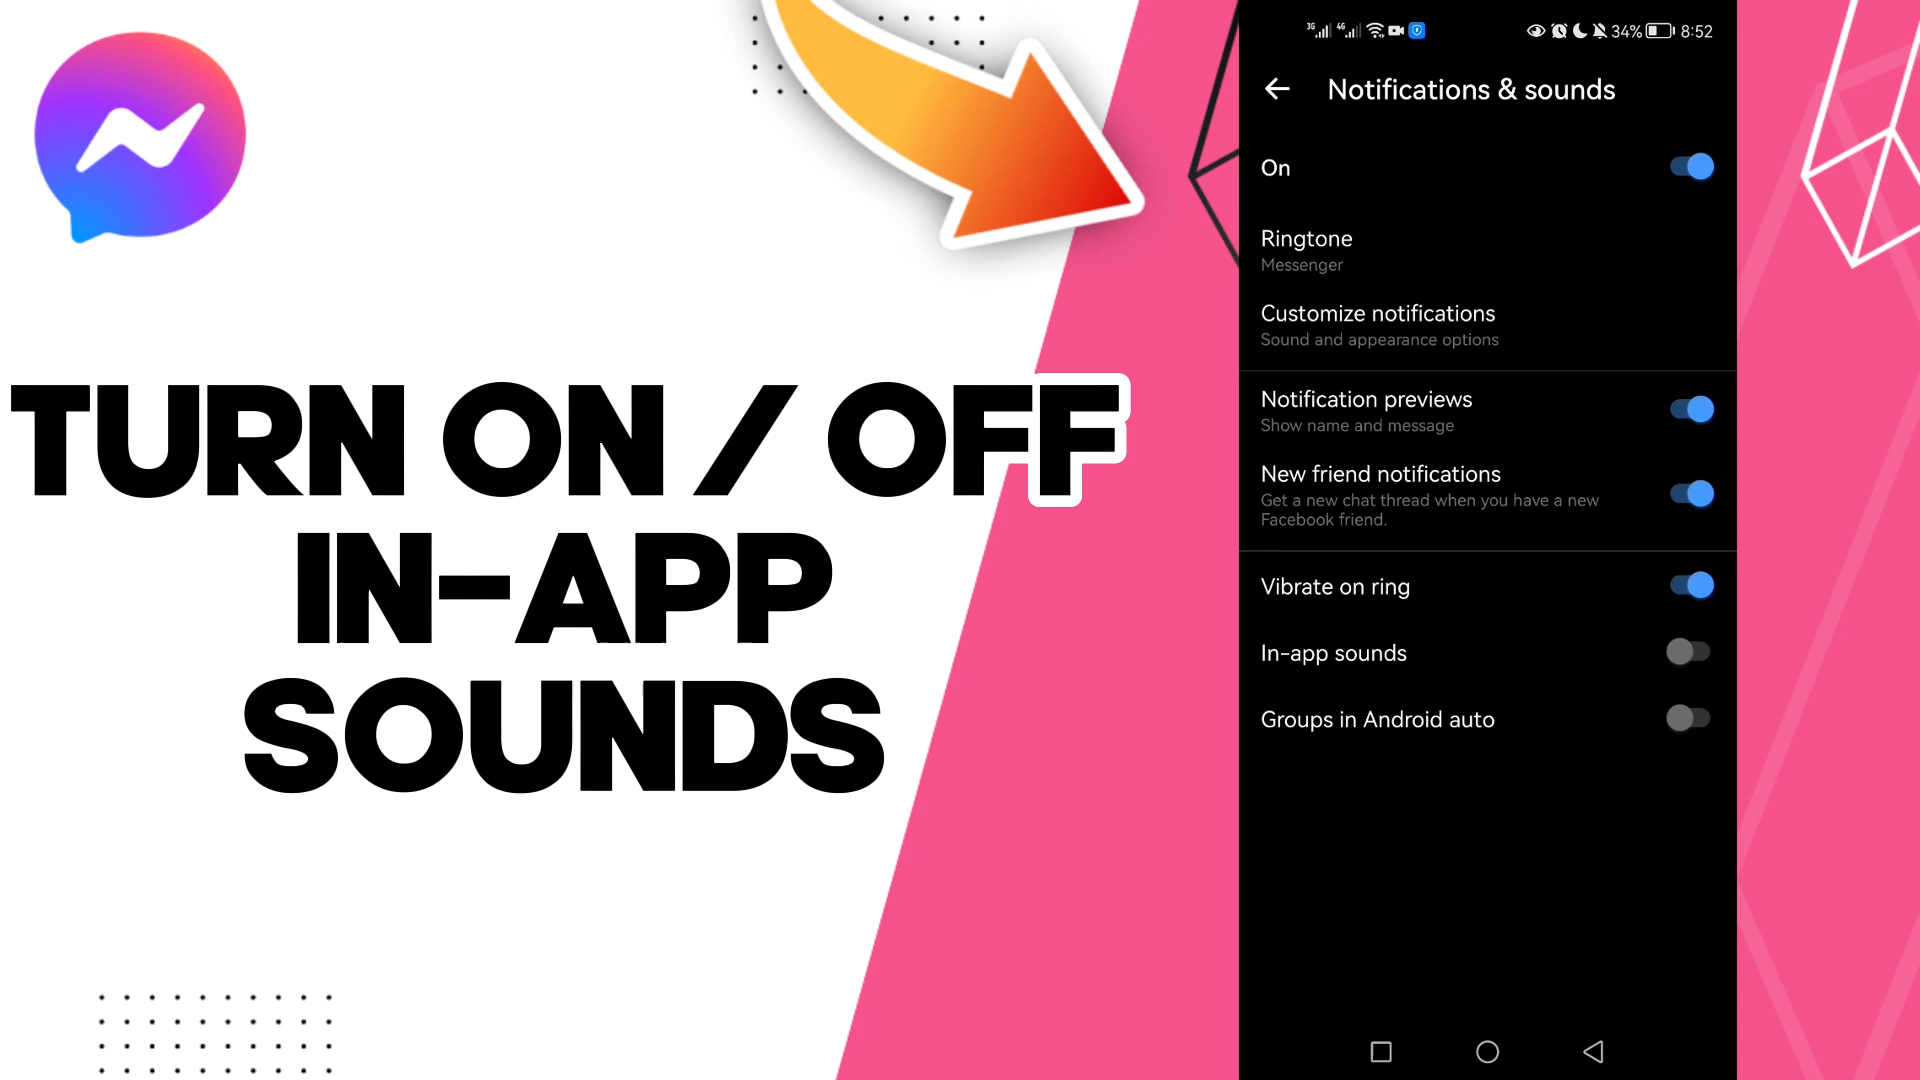 TURN ON / OFF
IN-APP
SOUNDS
3G 4G 34% 8:52
Notifications & sounds
On
Ringtone
Messenger
Customize notifications
Sound and appearance options
Notification previews
Show name and message
New friend notifications
Get a new chat thread when you have a new
Facebook friend.
Vibrate on ring
In-app sounds
Groups in Android auto